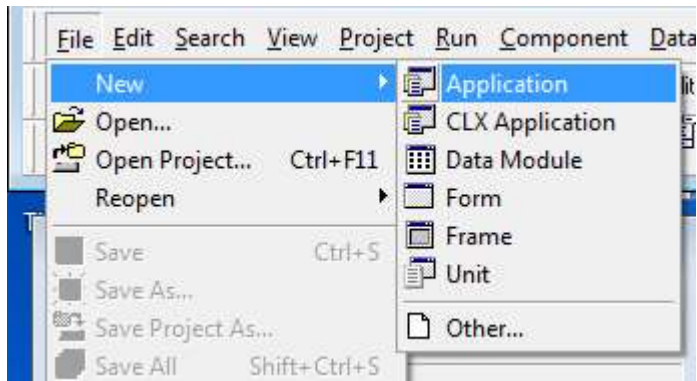 File Edit Search View Project Run Component Data
New
Open...
Open Project... Ctrl+F11
Reopen
Save Ctrl+S
Save As...
Save Project As...
Save All Shift+Ctrl+S
Application
CLX Application
Data Module
Form
Frame
Unit
Other...